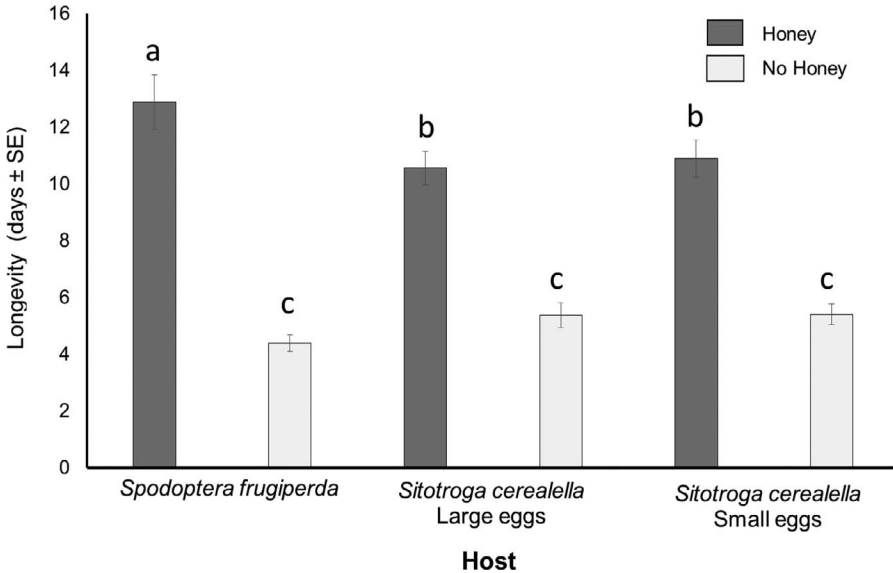 16
14
12
10
8
6
4
2
0
Longevity (days ± SE)
Honey
No Honey
a
c
b
c
b
c
Spodoptera frugiperda
Sitotroga cerealella
Large eggs
Sitotroga cerealella
Small eggs
Host